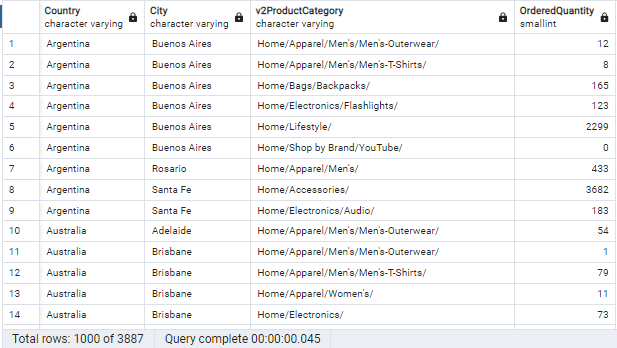 Country City v2ProductCategory OrderedQuantity
character varying character varying character varying smallint
1 Argentina Buenos Aires Home/Apparel/Men's/Men's-Outerwear/ 12
2 Argentina Buenos Aires Home/Apparel/Men's/Men's-T-Shirts/ 8
3 Argentina Buenos Aires Home/Bags/Backpacks/ 165
4 Argentina Buenos Aires Home/Electronics/Flashlights/ 123
5 Argentina Buenos Aires Home/Lifestyle/ 2299
6 Argentina Buenos Aires Home/Shop by Brand/YouTube/ 0
7 Argentina Rosario Home/Apparel/Men's/ 433
8 Argentina Santa Fe Home/Accessories/ 3682
9 Argentina Santa Fe Home/Electronics/Audio/ 183
10 Australia Adelaide Home/Apparel/Men's/Men's-Outerwear/ 54
11 Australia Brisbane Home/Apparel/Men's/Men's-Outerwear/ 1
12 Australia Brisbane Home/Apparel/Men's/Men's-T-Shirts/ 79
13 Australia Brisbane Home/Apparel/Women's/ 11
14 Australia Brisbane Home/Electronics/ 73
Total rows: 1000 of 3887 Query complete 00:00:00.045